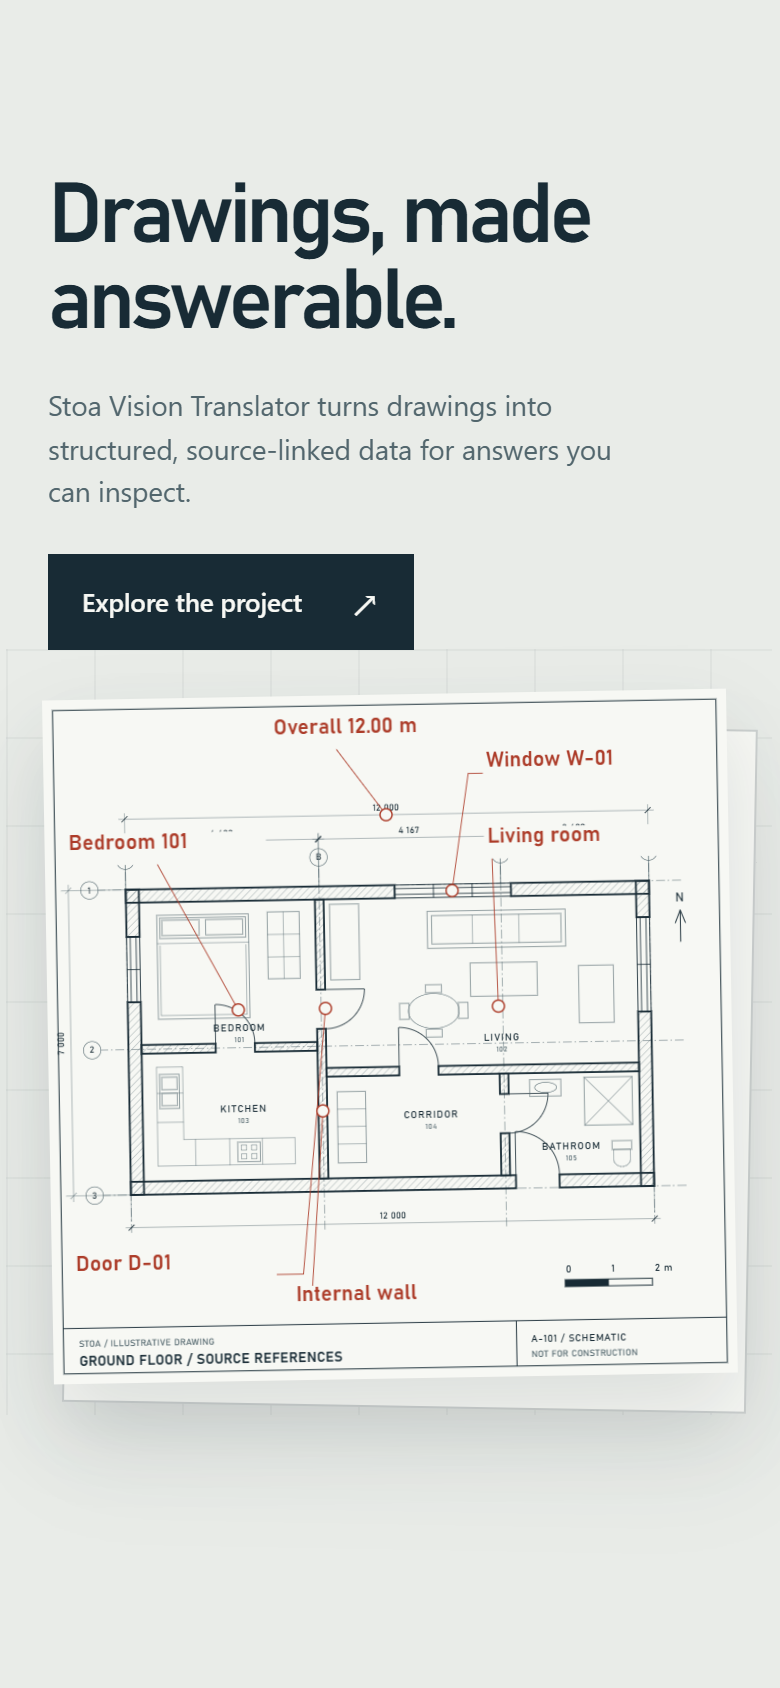 Drawings, made
answerable.
Stoa Vision Translator turns drawings into
structured, source-linked data for answers you
can inspect.
Explore the project ↗
Overall 12.00 m
Window W-01
12 000
Bedroom 101
4 167
Living room
B
1
N
BEDROOM
101
LIVING
102
7 000
2
KITCHEN
103
CORRIDOR
104
BATHROOM
105
3
12 000
Door D-01
0 1 2 m
Internal wall
STOA / ILLUSTRATIVE DRAWING
GROUND FLOOR / SOURCE REFERENCES
A-101 / SCHEMATIC
NOT FOR CONSTRUCTION